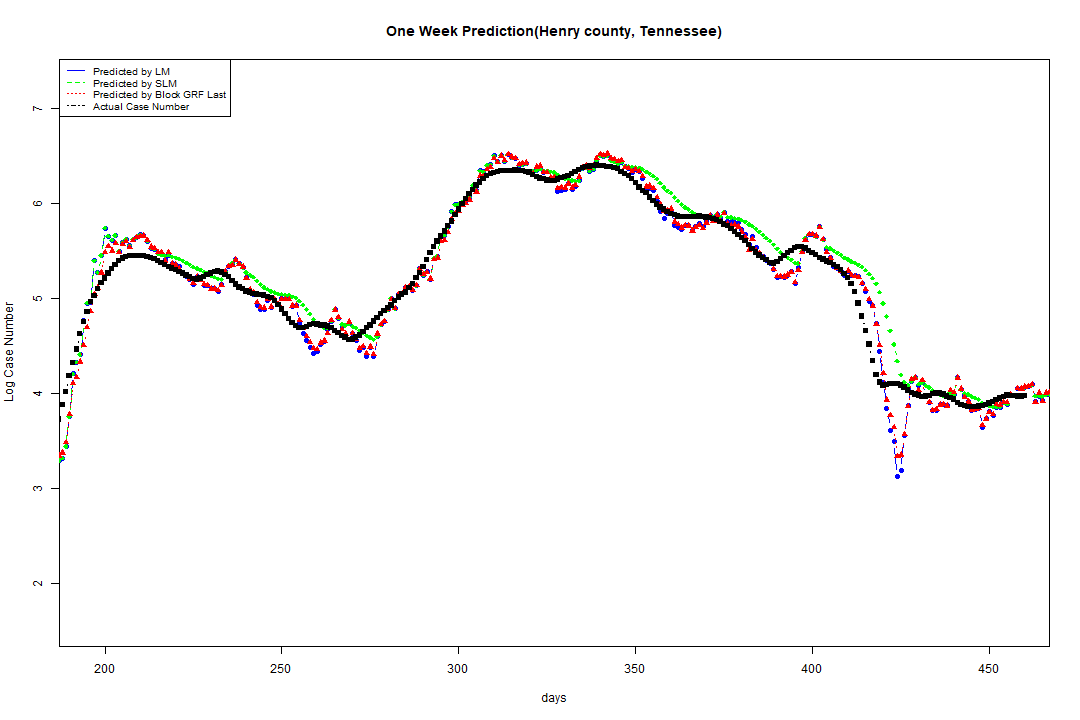 One Week Prediction(Henry county, Tennessee)
Predicted by LM
Predicted by SLM
Predicted by Block GRF Last
Actual Case Number
7
6
5
4
3
2
Log Case Number
200 250 300 350 400 450
days